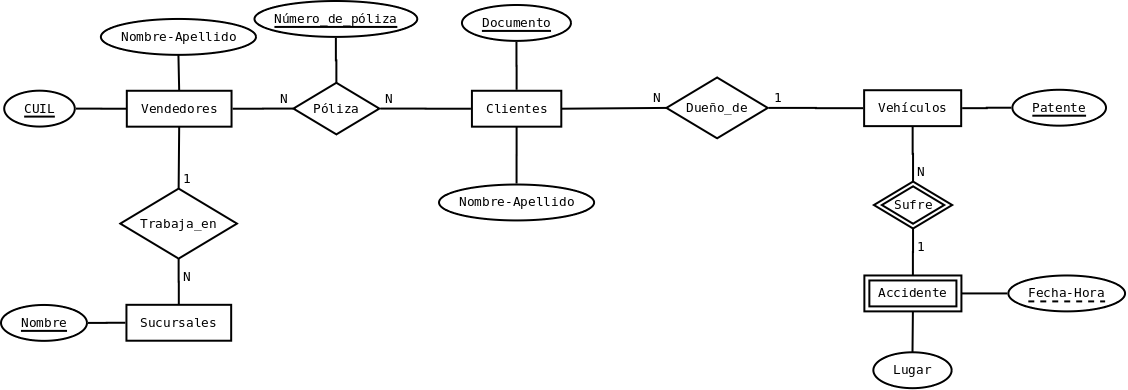 Número_de_póliza
Documento
Nombre-Apellido
CUIL
Vendedores
N
Póliza
N
Clientes
N
Dueño_de
1
Vehículos
Patente
1
N
Trabaja_en
Nombre-Apellido
Sufre
1
N
Nombre
Sucursales
Accidente
Fecha-Hora
Lugar